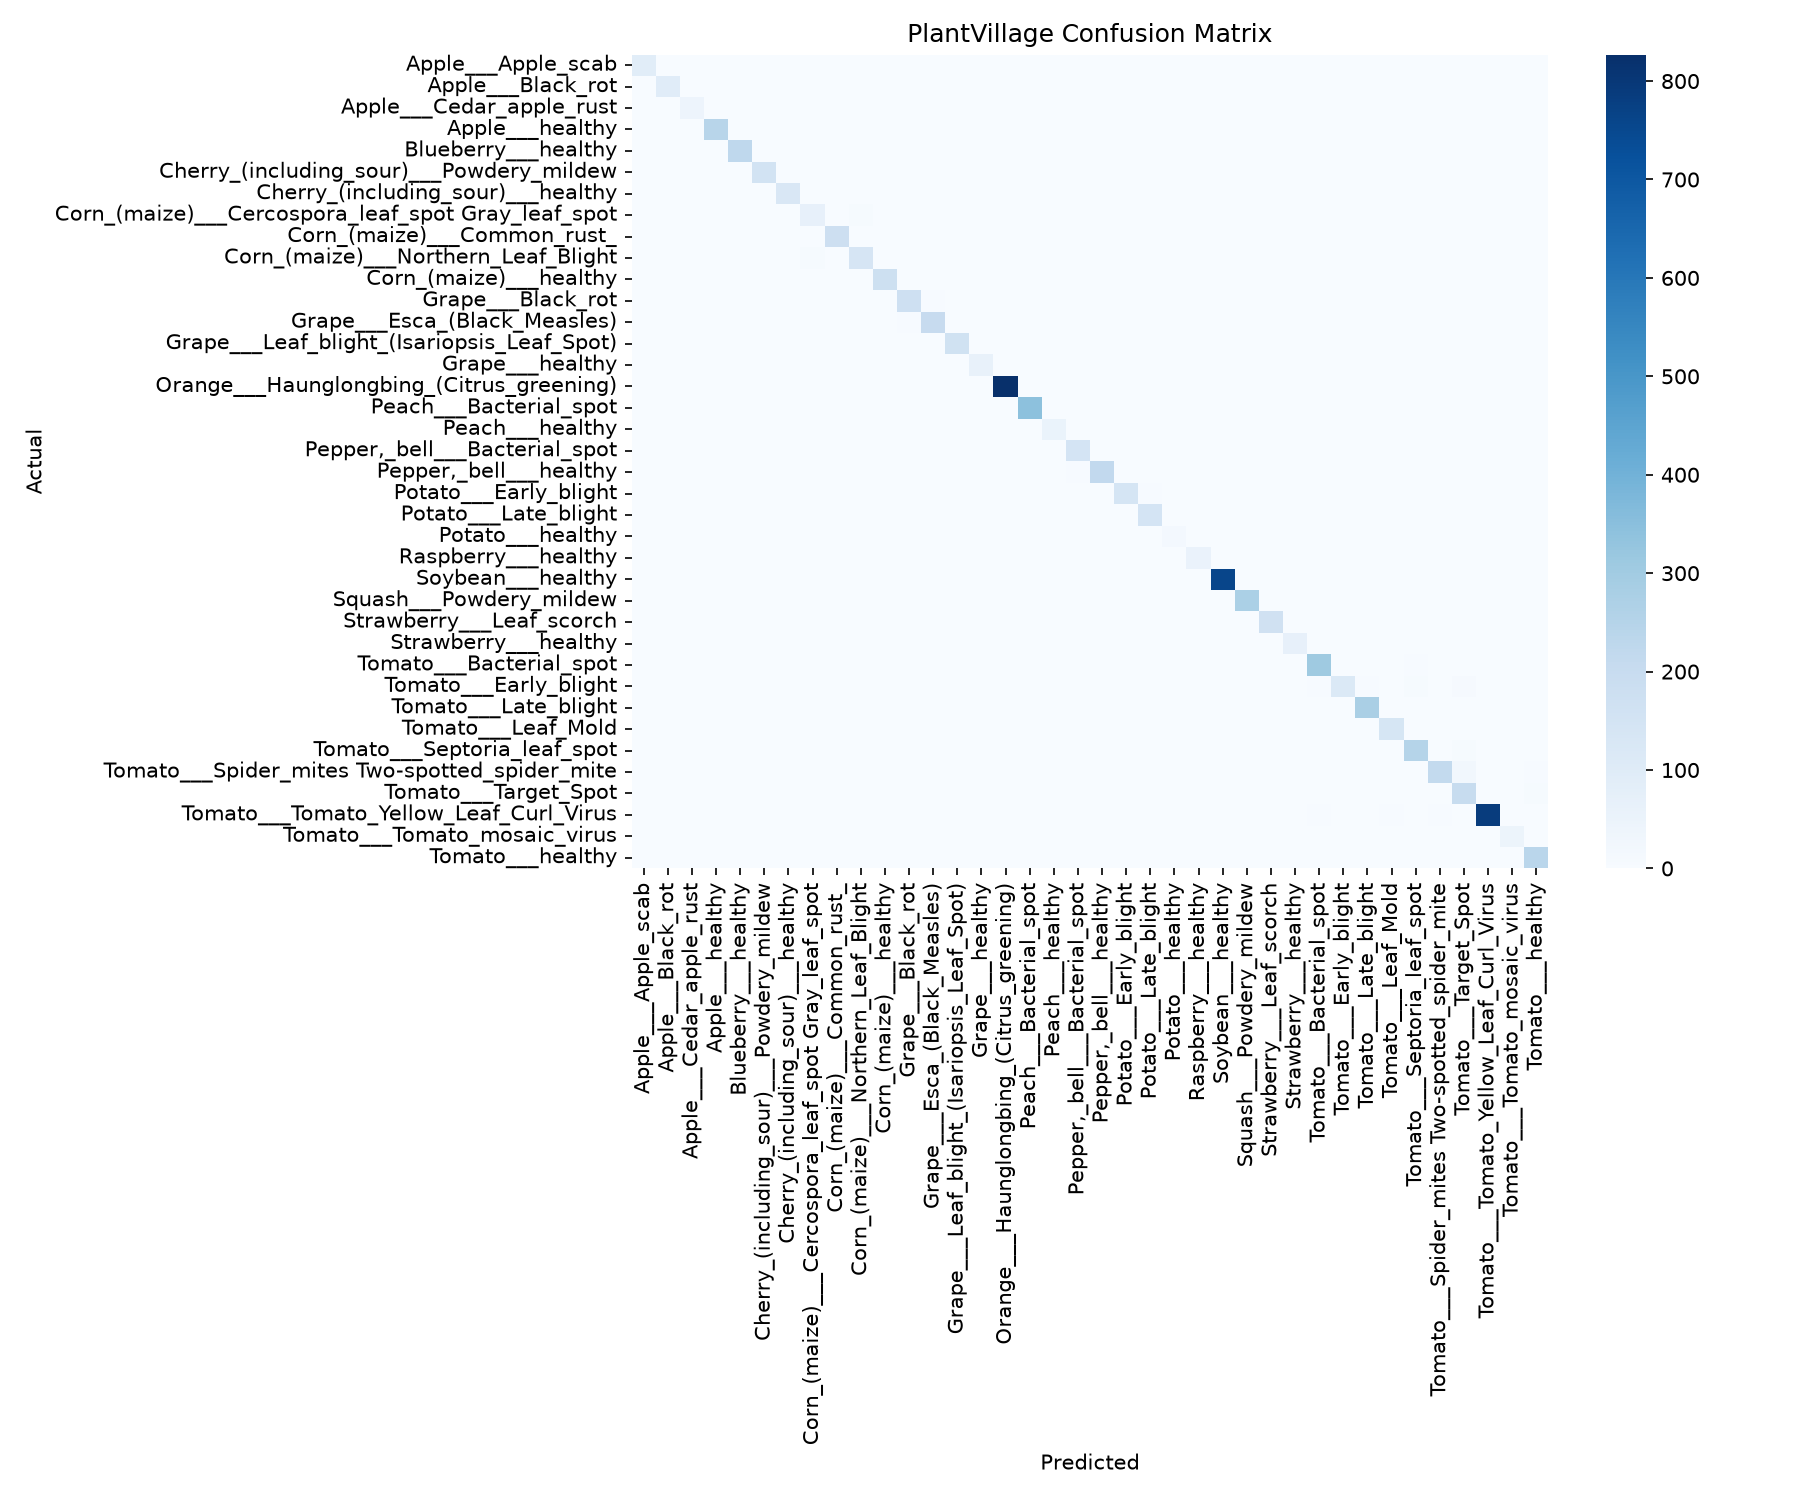 PlantVillage Confusion Matrix
Apple___Apple_scab
Apple___Black_rot
Apple___Cedar_apple_rust
Apple___healthy
Blueberry___healthy
Cherry_(including_sour)___Powdery_mildew
Cherry_(including_sour)___healthy
Corn_(maize)___Cercospora_leaf_spot Gray_leaf_spot
Corn_(maize)___Common_rust_
Corn_(maize)___Northern_Leaf_Blight
Corn_(maize)___healthy
Grape___Black_rot
Grape___Esca_(Black_Measles)
Grape___Leaf_blight_(Isariopsis_Leaf_Spot)
Grape___healthy
Orange___Haunglongbing_(Citrus_greening)
Peach___Bacterial_spot
Peach___healthy
Pepper,_bell___Bacterial_spot
Pepper,_bell___healthy
Potato___Early_blight
Potato___Late_blight
Potato___healthy
Raspberry___healthy
Soybean___healthy
Squash___Powdery_mildew
Strawberry___Leaf_scorch
Strawberry___healthy
Tomato___Bacterial_spot
Tomato___Early_blight
Tomato___Late_blight
Tomato___Leaf_Mold
Tomato___Septoria_leaf_spot
Tomato___Spider_mites Two-spotted_spider_mite
Tomato___Target_Spot
Tomato___Tomato_Yellow_Leaf_Curl_Virus
Tomato___Tomato_mosaic_virus
Tomato___healthy
Actual
800
700
600
500
400
300
200
100
0
Apple___Apple_scab
Apple___Black_rot
Apple___Cedar_apple_rust
Apple___healthy
Blueberry___healthy
Cherry_(including_sour)___Powdery_mildew
Cherry_(including_sour)___healthy
Corn_(maize)___Cercospora_leaf_spot Gray_leaf_spot
Corn_(maize)___Common_rust_
Corn_(maize)___Northern_Leaf_Blight
Corn_(maize)___healthy
Grape___Black_rot
Grape___Esca_(Black_Measles)
Grape___Leaf_blight_(Isariopsis_Leaf_Spot)
Grape___healthy
Orange___Haunglongbing_(Citrus_greening)
Peach___Bacterial_spot
Peach___healthy
Pepper,_bell___Bacterial_spot
Pepper,_bell___healthy
Potato___Early_blight
Potato___Late_blight
Potato___healthy
Raspberry___healthy
Soybean___healthy
Squash___Powdery_mildew
Strawberry___Leaf_scorch
Strawberry___healthy
Tomato___Bacterial_spot
Tomato___Early_blight
Tomato___Late_blight
Tomato___Leaf_Mold
Tomato___Septoria_leaf_spot
Tomato___Spider_mites Two-spotted_spider_mite
Tomato___Target_Spot
Tomato___Tomato_Yellow_Leaf_Curl_Virus
Tomato___Tomato_mosaic_virus
Tomato___healthy
Predicted